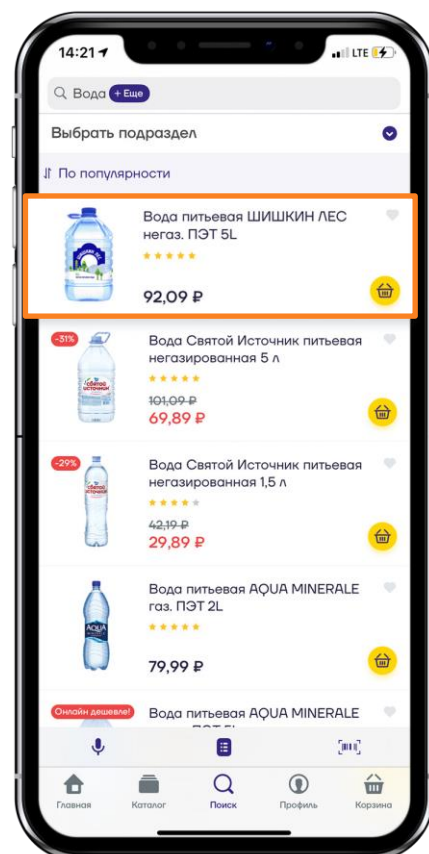 14:21
LTE
Вода + Еще
Выбрать подраздел
По популярности
Вода питьевая ШИШКИН ЛЕС
негаз. ПЭТ 5L
92,09 ₽
-31%
Вода Святой Источник питьевая
негазированная 5 л
101,09 ₽
69,89 ₽
-29%
Вода Святой Источник питьевая
негазированная 1,5 л
42,19 ₽
29,89 ₽
Вода питьевая AQUA MINERALE
газ. ПЭТ 2L
AQUA
79,99 ₽
Онлайн дешевле!
Вода питьевая AQUA MINERALE
Главная
Каталог
Поиск
Профиль
Корзина